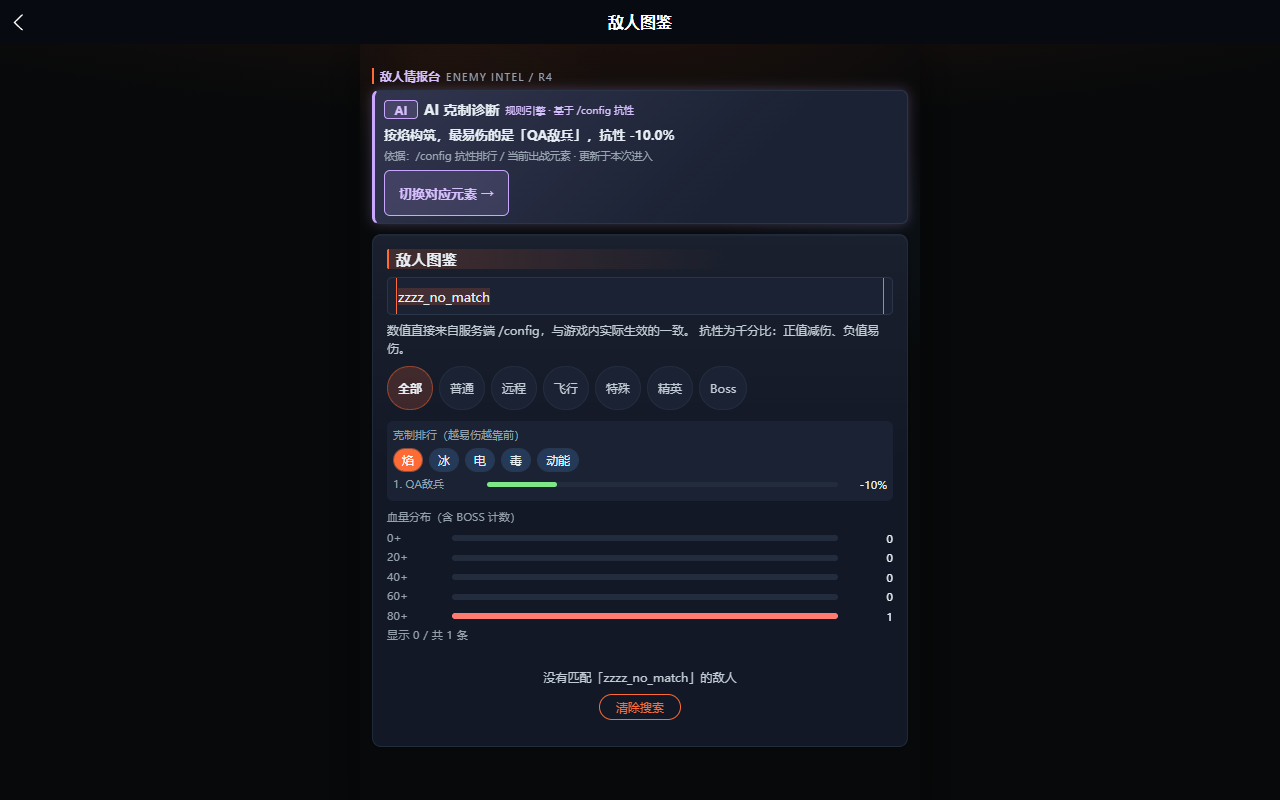 敌人图鉴
敌人情报台 ENEMY INTEL / R4
AI AI 克制诊断 规则引擎 · 基于 /config 抗性
按焰构筑，最易伤的是「QA敌兵」，抗性 -10.0%
依据：/config 抗性排行 / 当前出战元素 · 更新于本次进入
切换对应元素 →
敌人图鉴
zzzz_no_match
数值直接来自服务端 /config，与游戏内实际生效的一致。 抗性为千分比：正值减伤、负值易
伤。
全部 普通 远程 飞行 特殊 精英 Boss
克制排行（越易伤越靠前）
焰 冰 电 毒 动能
1. QA敌兵 -10%
血量分布（含 BOSS 计数）
0+ 0
20+ 0
40+ 0
60+ 0
80+ 1
显示 0 / 共 1 条
没有匹配「zzzz_no_match」的敌人
清除搜索